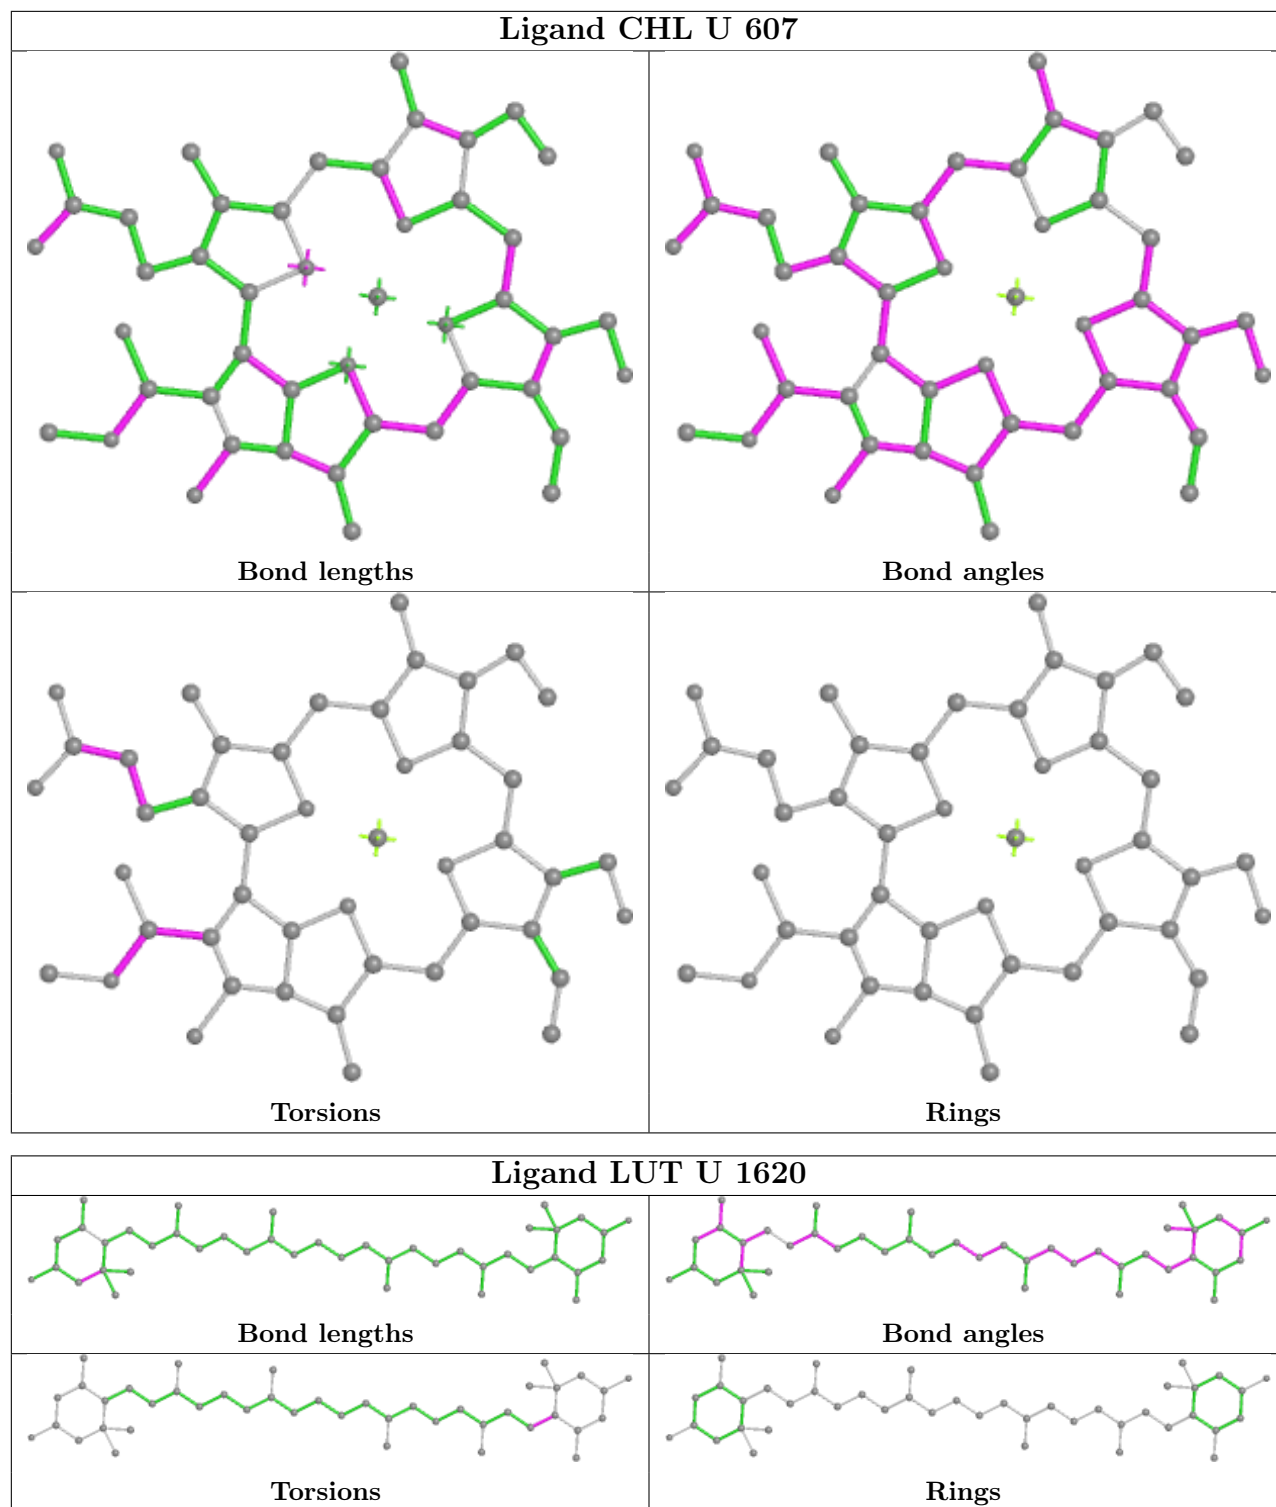 Ligand CHL U 607
Bond lengths
Bond angles
Torsions
Rings
Ligand LUT U 1620
Bond lengths
Bond angles
Torsions
Rings